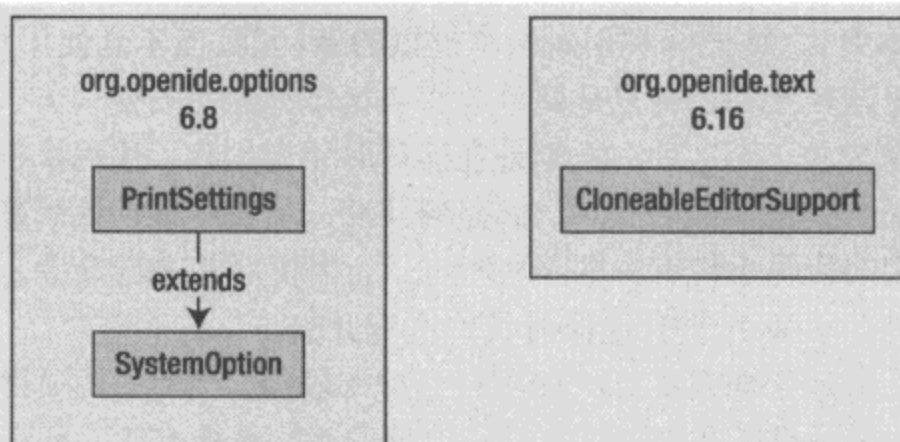 org.openide.options
6.8
PrintSettings
extends
SystemOption
org.openide.text
6.16
CloneableEditorSupport